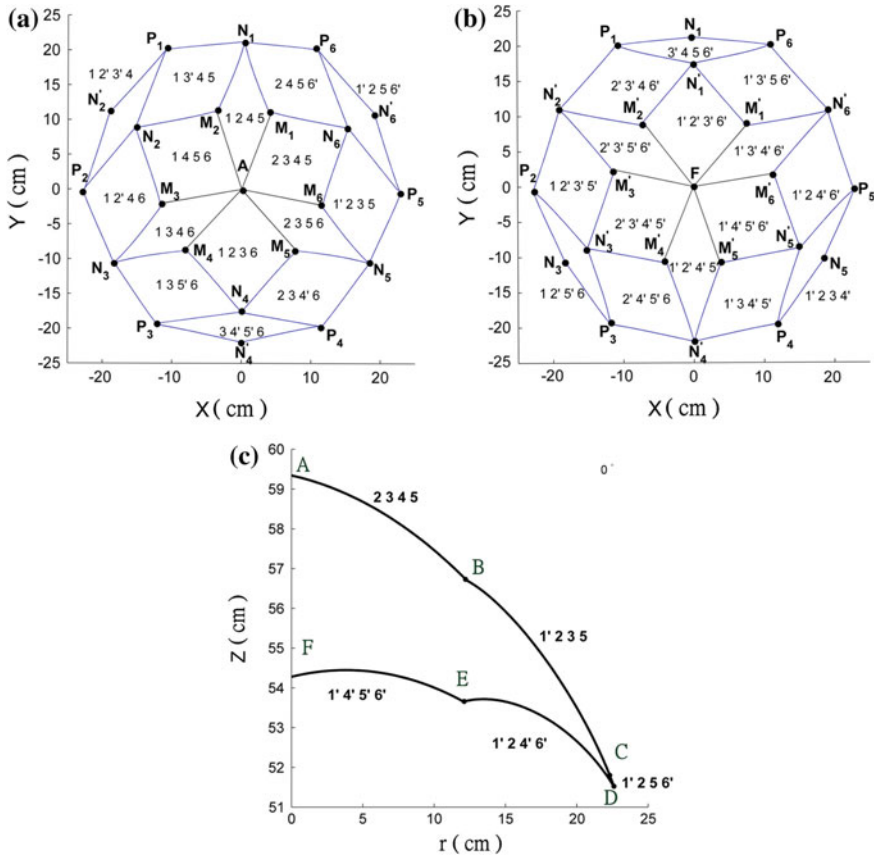 (a)
25
20
15
10
5
0
-5
-10
-15
-20
-25
Y ( cm )
-20 -10 0 10 20
X ( cm )
P1 N1 P6
1 2' 3' 4 1 3' 4 5 2 4 5 6' 1' 2 5 6'
N'2 N'6
N2 M2 1 2 4 5 M1 N6
1 4 5 6 2 3 4 5
P2 A P5
1 2' 4 6 M3 M6 1' 2 3 5
2 3 5 6
1 3 4 6 M4 1 2 3 6 M5
N3 N5
1 3 5' 6 N4 2 3 4' 6
P3 3 4' 5' 6 P4
N'4
(b)
25
20
15
10
5
0
-5
-10
-15
-20
-25
Y ( cm )
-20 -10 0 10 20
X ( cm )
P1 N1 P6
3' 4 5 6'
2' 3' 4 6' N'1 1' 3' 5 6'
N'2 M'2 M'1 N'6
1' 2' 3' 6'
2' 3' 5' 6' 1' 3' 4' 6'
P2 M'3 F M'6 P5
1 2' 3' 5' 1' 2 4' 6'
2' 3' 4' 5' 1' 4' 5' 6'
N3 N'3 M'4 M'5 N'5 N5
1' 2' 4' 5'
1 2' 5' 6 2' 4' 5' 6 1' 3 4' 5' 1' 2 3 4'
P3 N'4 P4
(c)
60
59
58
57
56
55
54
53
52
51
Z ( cm )
0 5 10 15 20 25
r ( cm )
A
0
2 3 4 5
B
1' 2 3 5
F
E
1' 4' 5' 6'
1' 2 4' 6'
C
1' 2 5 6'
D